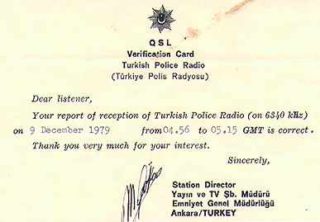 QSL
Verification Card
Turkish Police Radio
(Türkiye Polis Radyosu)
Dear listener,
Your report of reception of Turkish Police Radio (on 6340 kHz)
on 9 December 1979 from 04.56 to 05.15 GMT is correct.
Thank you very much for your interest.
Sincerely,
Station Director
Yayın ve TV Şb. Müdürü
Emniyet Genel Müdürlüğü
Ankara/TURKEY